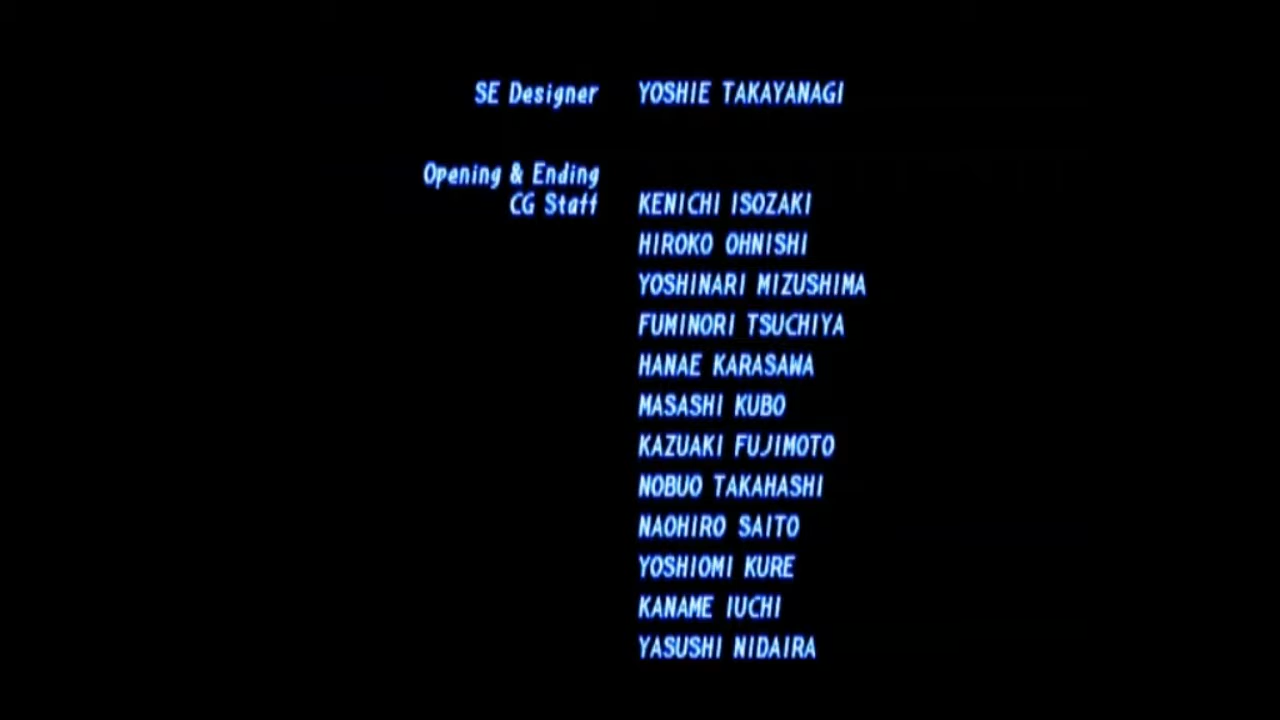 SE Designer YOSHIE TAKAYANAGI
Opening & Ending
CG Staff KENICHI ISOZAKI
HIROKO OHNISHI
YOSHINARI MIZUSHIMA
FUMINORI TSUCHIYA
HANAE KARASAWA
MASASHI KUBO
KAZUAKI FUJIMOTO
NOBUO TAKAHASHI
NAOHIRO SAITO
YOSHIOMI KURE
KANAME IUCHI
YASUSHI NIDAIRA